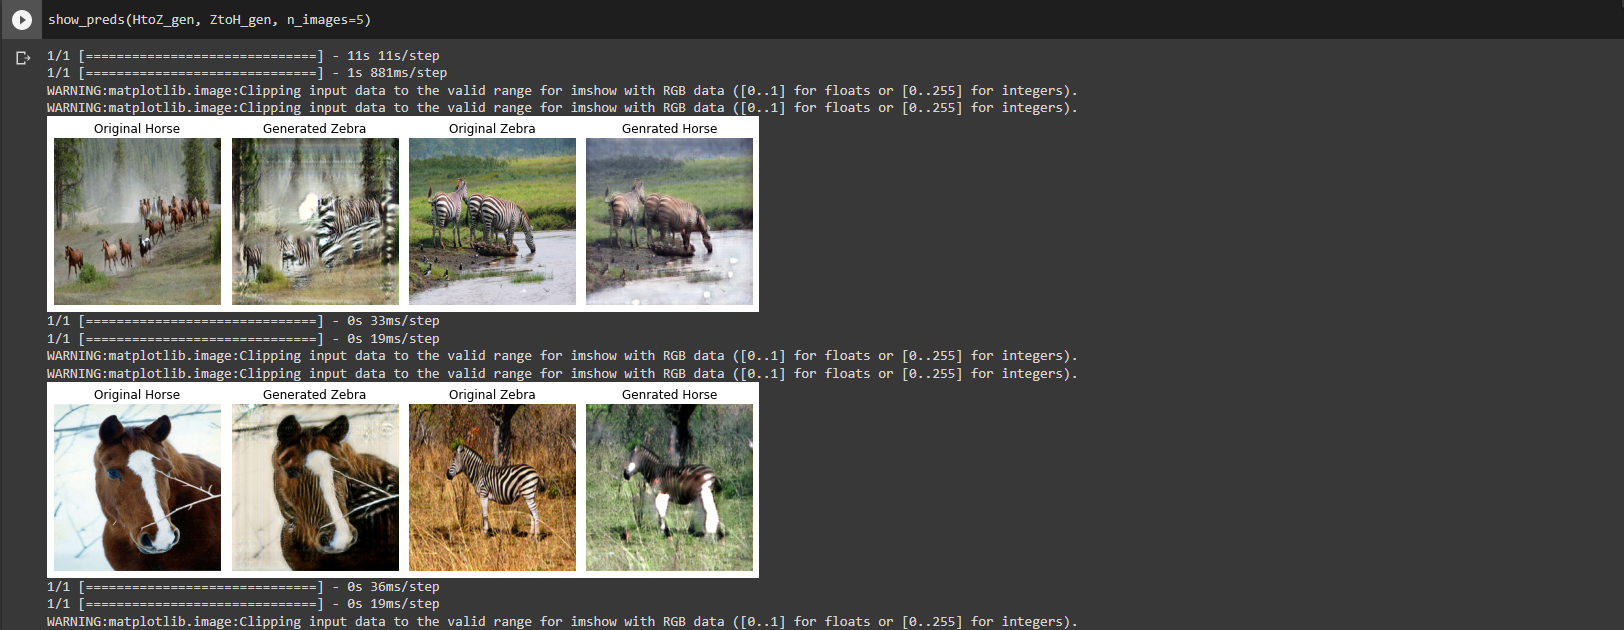 show_preds(HtoZ_gen, ZtoH_gen, n_images=5)
1/1 [==============================] - 11s 11s/step
1/1 [==============================] - 1s 881ms/step
WARNING:matplotlib.image:Clipping input data to the valid range for imshow with RGB data ([0..1] for floats or [0..255] for integers).
WARNING:matplotlib.image:Clipping input data to the valid range for imshow with RGB data ([0..1] for floats or [0..255] for integers).
Original Horse Generated Zebra Original Zebra Genrated Horse
1/1 [==============================] - 0s 33ms/step
1/1 [==============================] - 0s 19ms/step
WARNING:matplotlib.image:Clipping input data to the valid range for imshow with RGB data ([0..1] for floats or [0..255] for integers).
WARNING:matplotlib.image:Clipping input data to the valid range for imshow with RGB data ([0..1] for floats or [0..255] for integers).
Original Horse Generated Zebra Original Zebra Genrated Horse
1/1 [==============================] - 0s 36ms/step
1/1 [==============================] - 0s 19ms/step
WARNING:matplotlib.image:Clipping input data to the valid range for imshow with RGB data ([0..1] for floats or [0..255] for integers).